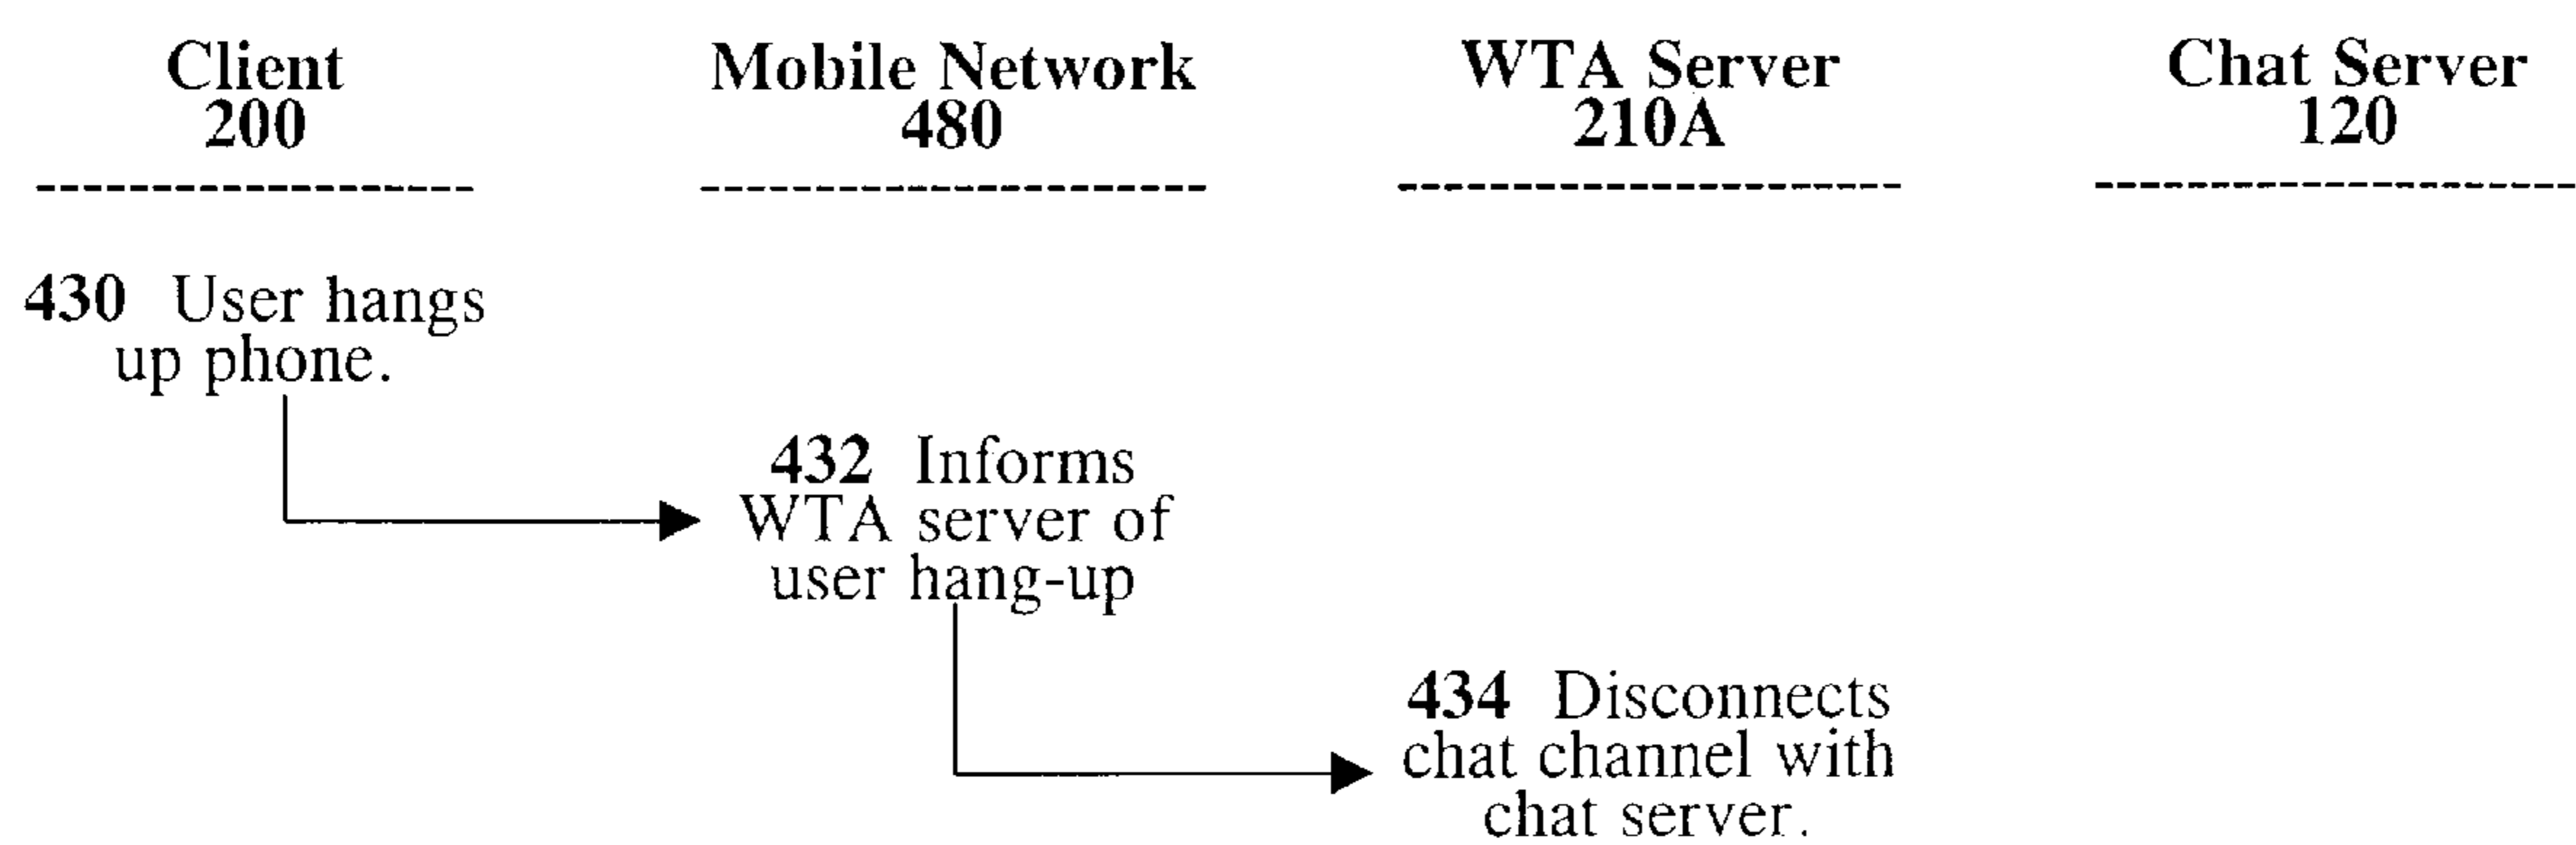 Client Mobile Network WTA Server Chat Server
200 480 210A 120
430 User hangs
up phone.
432 Informs
WTA server of
user hang-up
434 Disconnects
chat channel with
chat server.